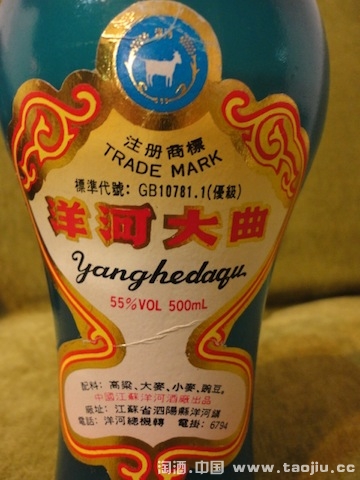 注册商標
TRADE MARK
標準代號：GB10781.1(優級)
洋河大曲
Yanghedaqu.
55%VOL 500mL
配料：高粱、大麥、小麥、豌豆。
中國江蘇洋河酒廠出品
廠址：江蘇省泗陽縣洋河鎮
電話：洋河總機轉 電掛：6794
淘酒.中国 www.taojiu.cc